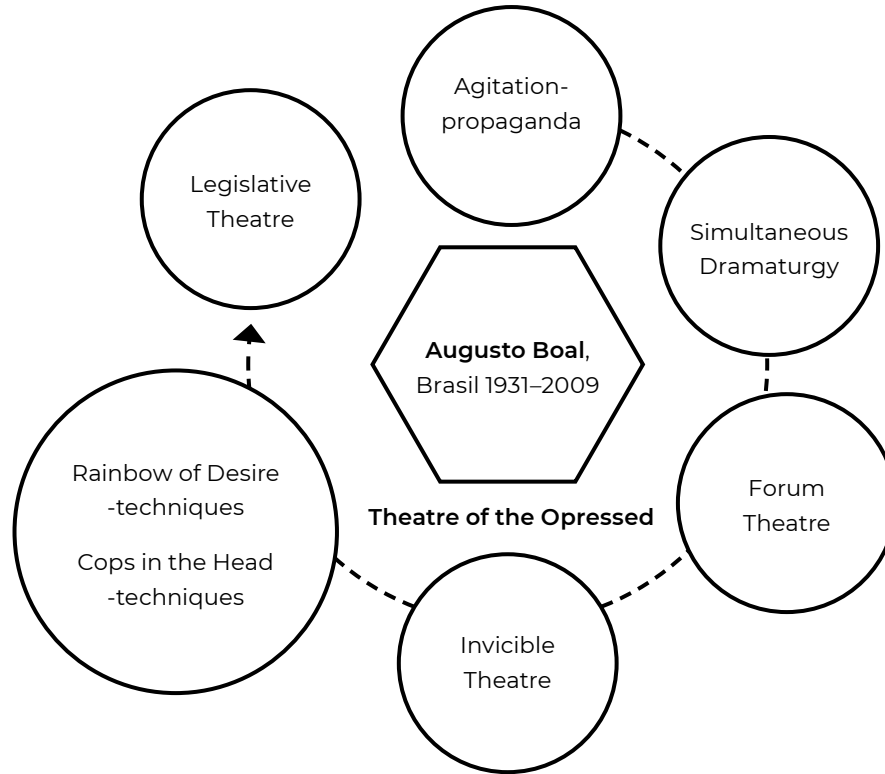 Agitation-
propaganda
Simultaneous
Dramaturgy
Forum
Theatre
Invicible
Theatre
Rainbow of Desire
-techniques
Cops in the Head
-techniques
Legislative
Theatre
Augusto Boal,
Brasil 1931–2009
Theatre of the Opressed